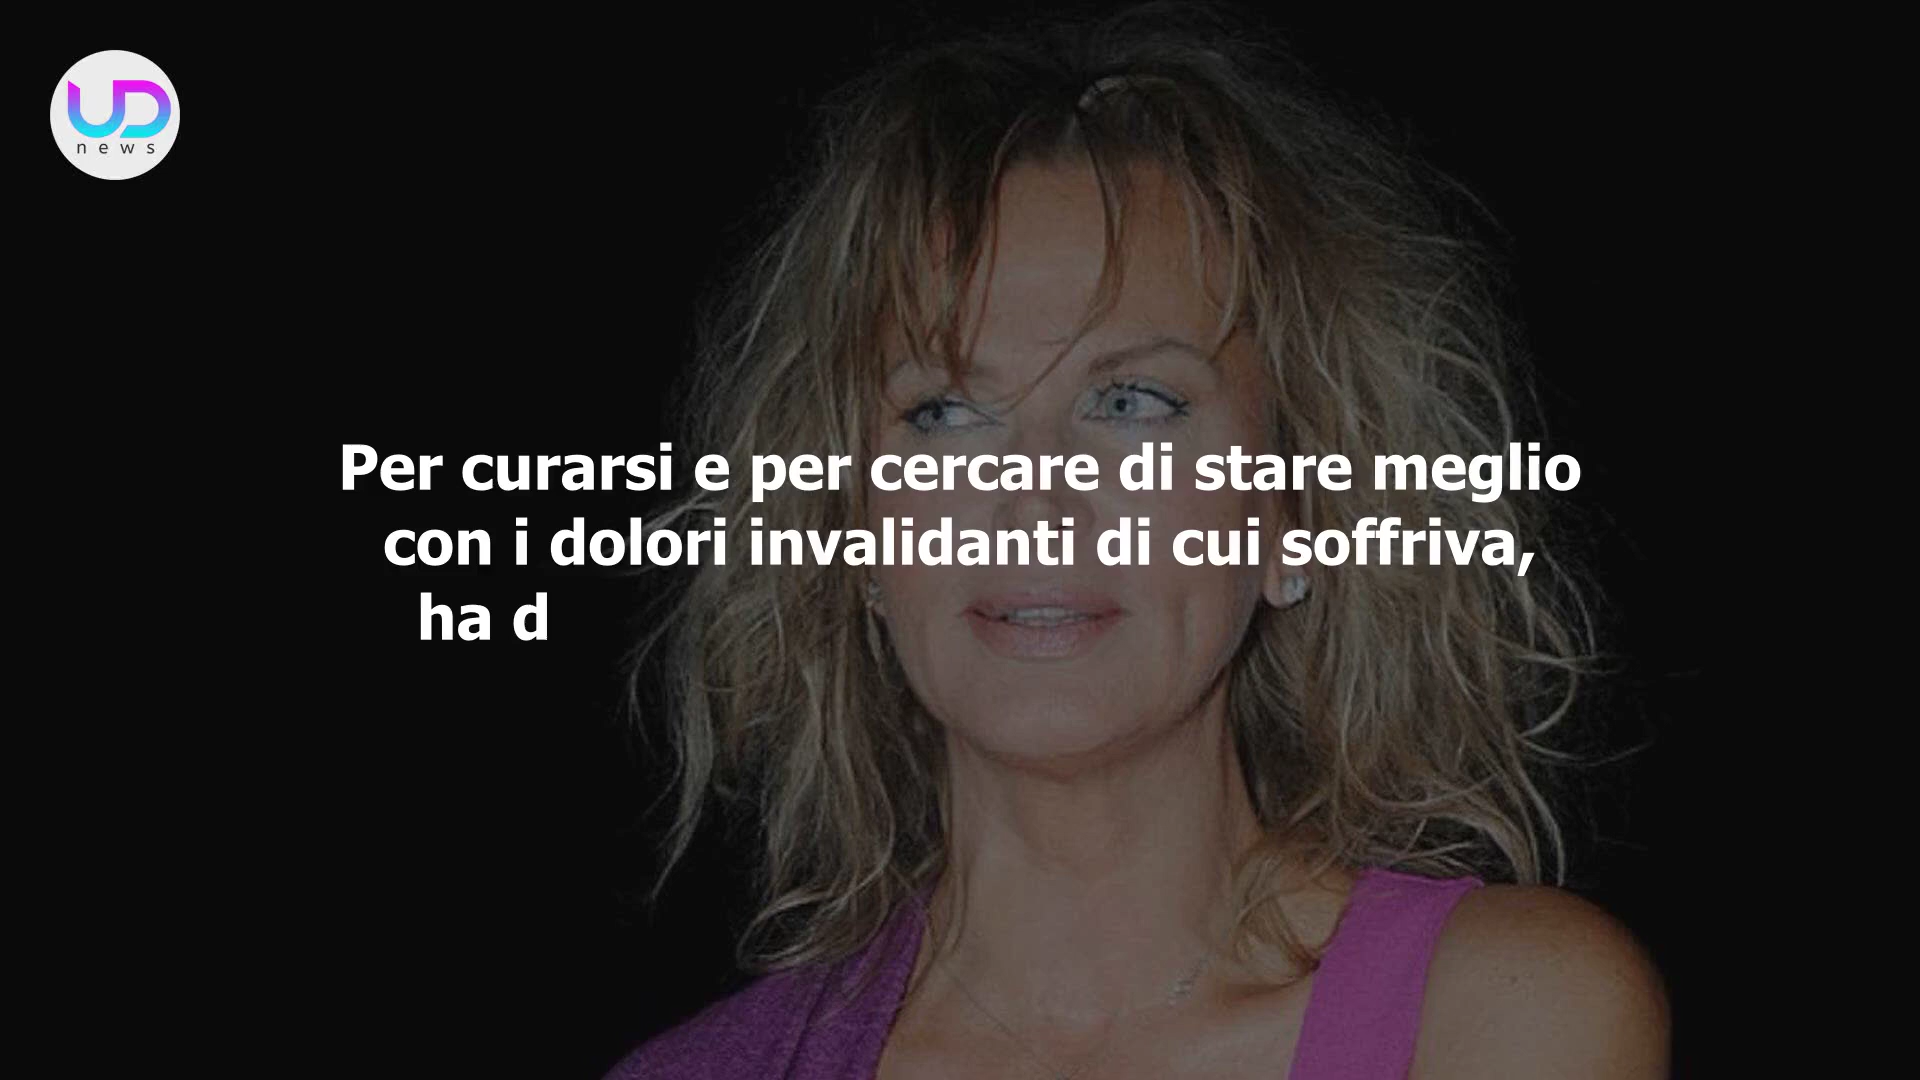 UD
news
Per curarsi e per cercare di stare meglio
con i dolori invalidanti di cui soffriva,
ha d